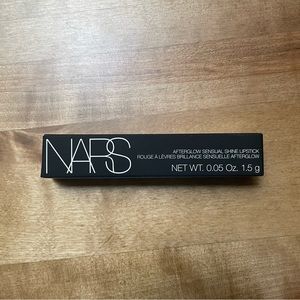 NARS
AFTERGLOW SENSUAL SHINE LIPSTICK
ROUGE À LÈVRES BRILLANCE SENSUELLE AFTERGLOW
NET WT. 0.05 Oz. 1.5 g